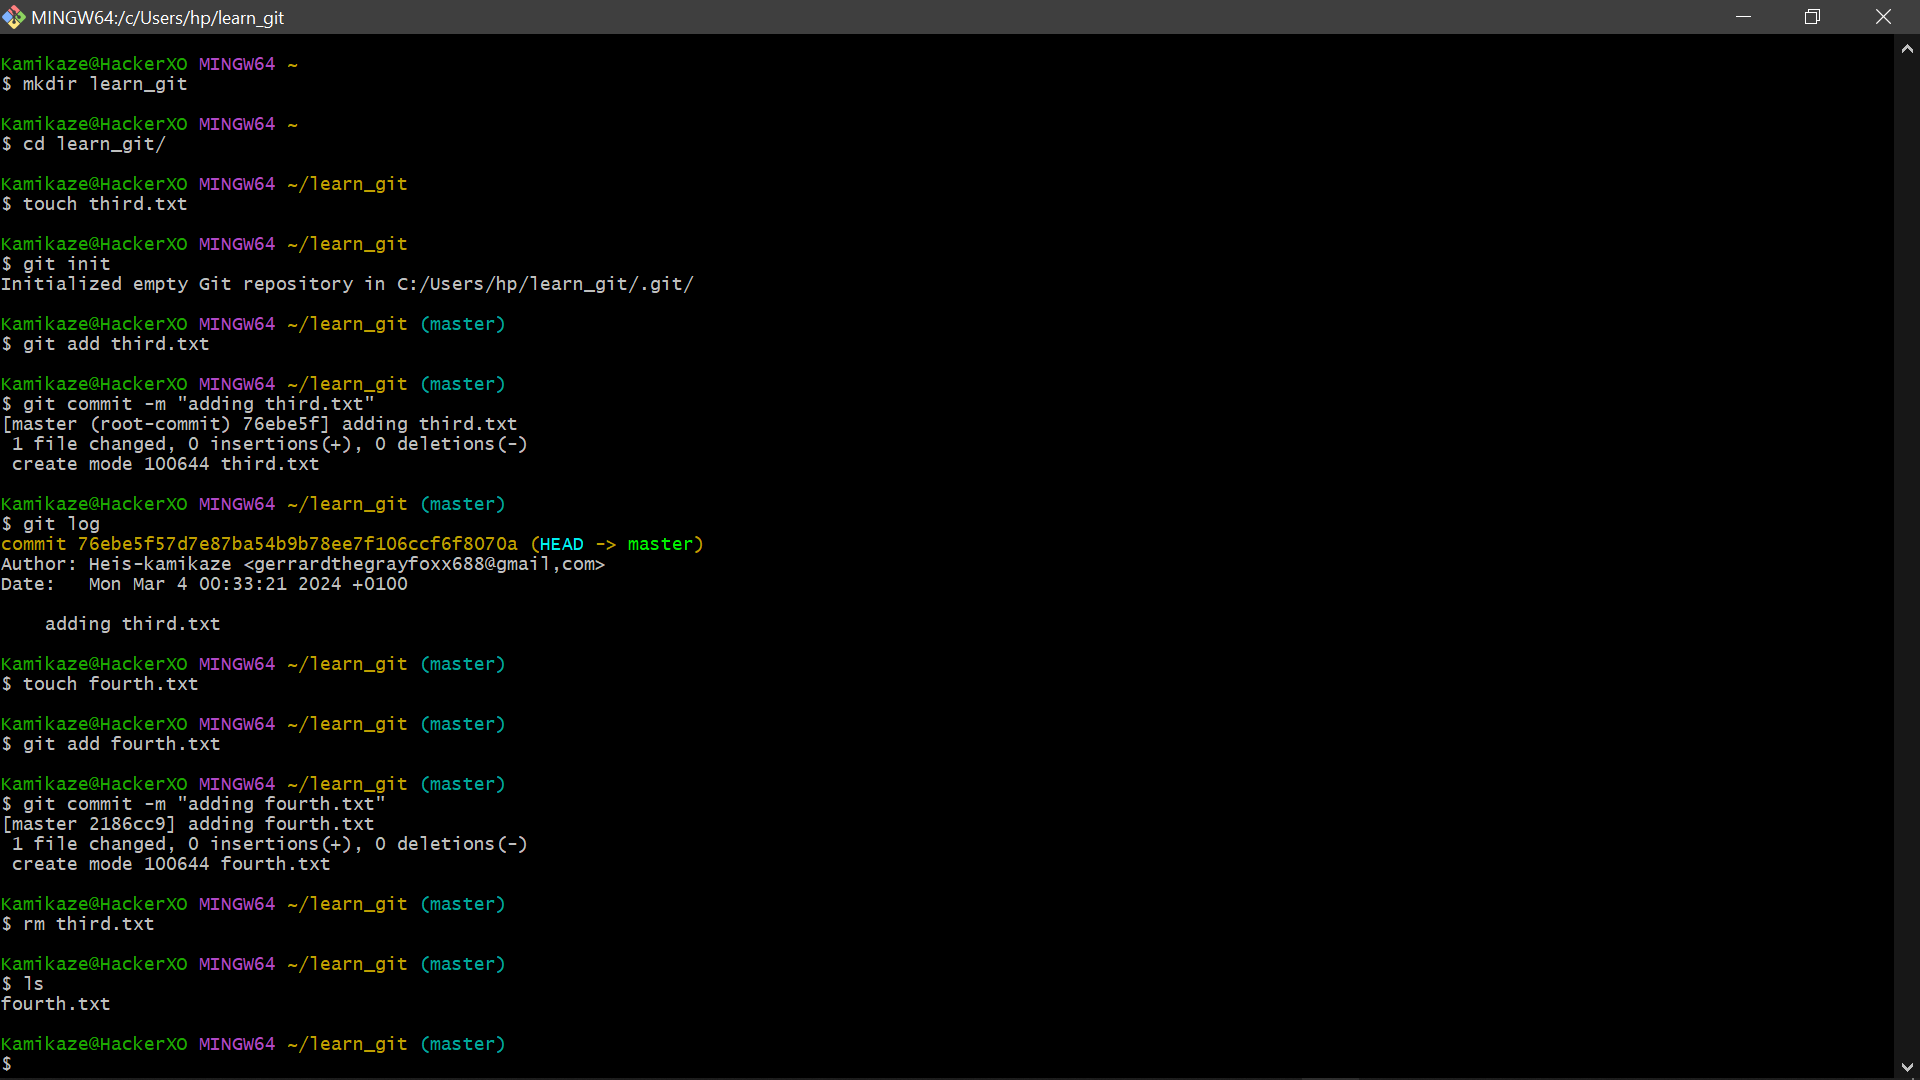 MINGW64:/c/Users/hp/learn_git
Kamikaze@HackerXO MINGW64 ~
$ mkdir learn_git
Kamikaze@HackerXO MINGW64 ~
$ cd learn_git/
Kamikaze@HackerXO MINGW64 ~/learn_git
$ touch third.txt
Kamikaze@HackerXO MINGW64 ~/learn_git
$ git init
Initialized empty Git repository in C:/Users/hp/learn_git/.git/
Kamikaze@HackerXO MINGW64 ~/learn_git (master)
$ git add third.txt
Kamikaze@HackerXO MINGW64 ~/learn_git (master)
$ git commit -m "adding third.txt"
[master (root-commit) 76ebe5f] adding third.txt
 1 file changed, 0 insertions(+), 0 deletions(-)
 create mode 100644 third.txt
Kamikaze@HackerXO MINGW64 ~/learn_git (master)
$ git log
commit 76ebe5f57d7e87ba54b9b78ee7f106ccf6f8070a (HEAD -> master)
Author: Heis-kamikaze <gerrardthegrayfoxx688@gmail,com>
Date:   Mon Mar 4 00:33:21 2024 +0100
    adding third.txt
Kamikaze@HackerXO MINGW64 ~/learn_git (master)
$ touch fourth.txt
Kamikaze@HackerXO MINGW64 ~/learn_git (master)
$ git add fourth.txt
Kamikaze@HackerXO MINGW64 ~/learn_git (master)
$ git commit -m "adding fourth.txt"
[master 2186cc9] adding fourth.txt
 1 file changed, 0 insertions(+), 0 deletions(-)
 create mode 100644 fourth.txt
Kamikaze@HackerXO MINGW64 ~/learn_git (master)
$ rm third.txt
Kamikaze@HackerXO MINGW64 ~/learn_git (master)
$ ls
fourth.txt
Kamikaze@HackerXO MINGW64 ~/learn_git (master)
$